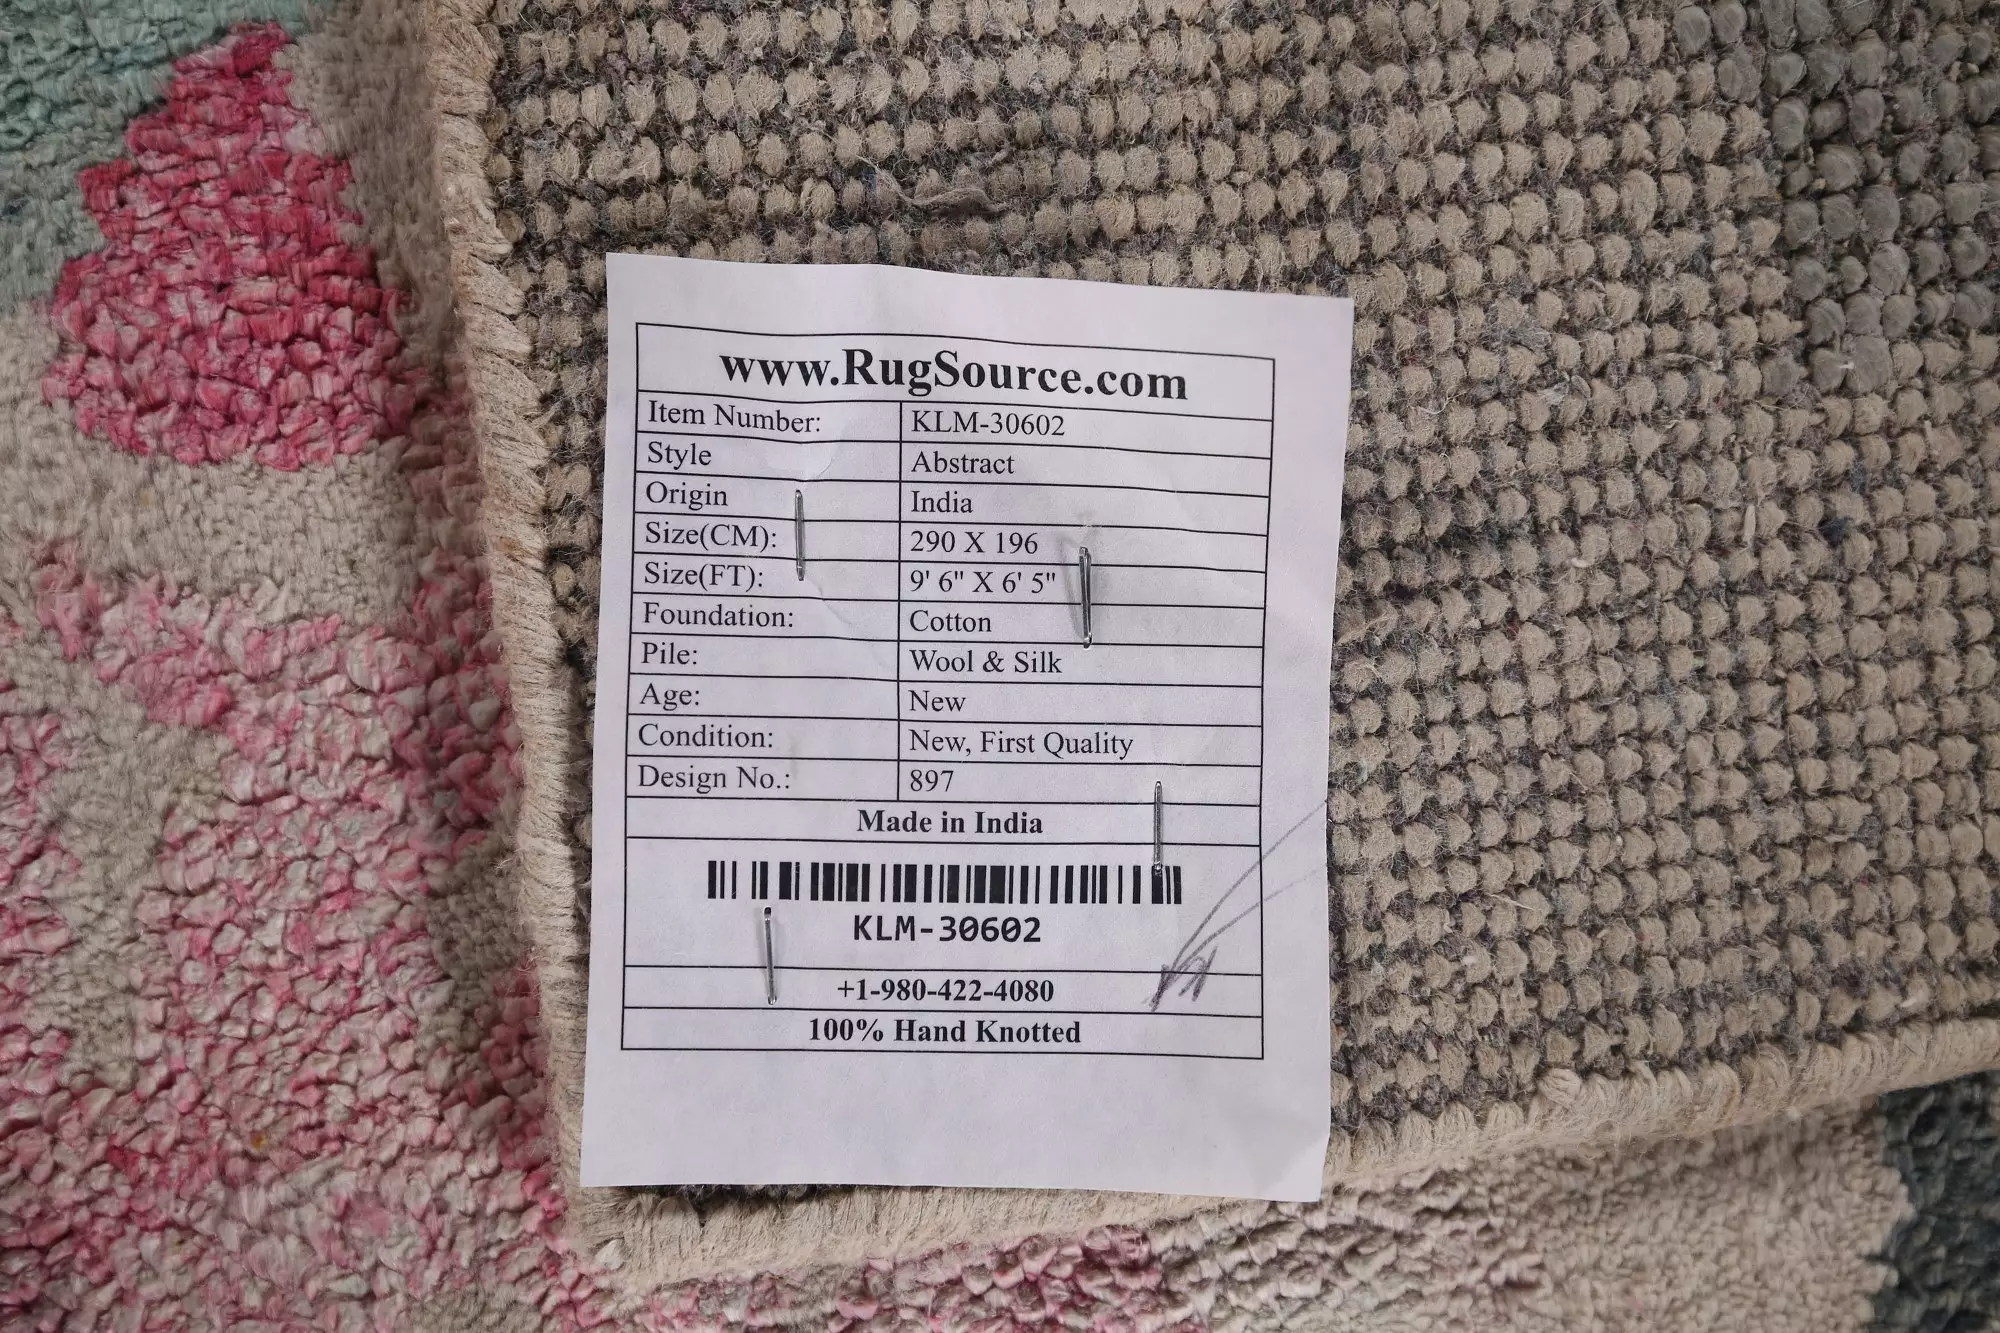 www.RugSource.com
Item Number: KLM-30602
Style Abstract
Origin India
Size(CM): 290 X 196
Size(FT): 9' 6" X 6' 5"
Foundation: Cotton
Pile: Wool & Silk
Age: New
Condition: New, First Quality
Design No.: 897
Made in India
KLM-30602
+1-980-422-4080
100% Hand Knotted